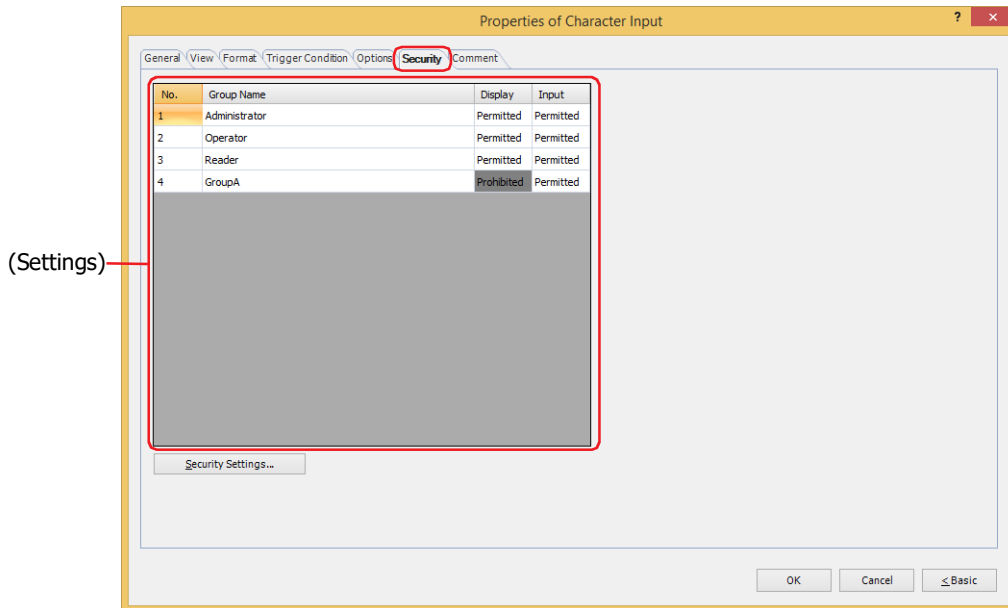 Properties of Character Input
?
×
General View Format Trigger Condition Options Security Comment
No. Group Name Display Input
1 Administrator Permitted Permitted
2 Operator Permitted Permitted
3 Reader Permitted Permitted
4 GroupA Prohibited Permitted
(Settings)
Security Settings...
OK Cancel < Basic